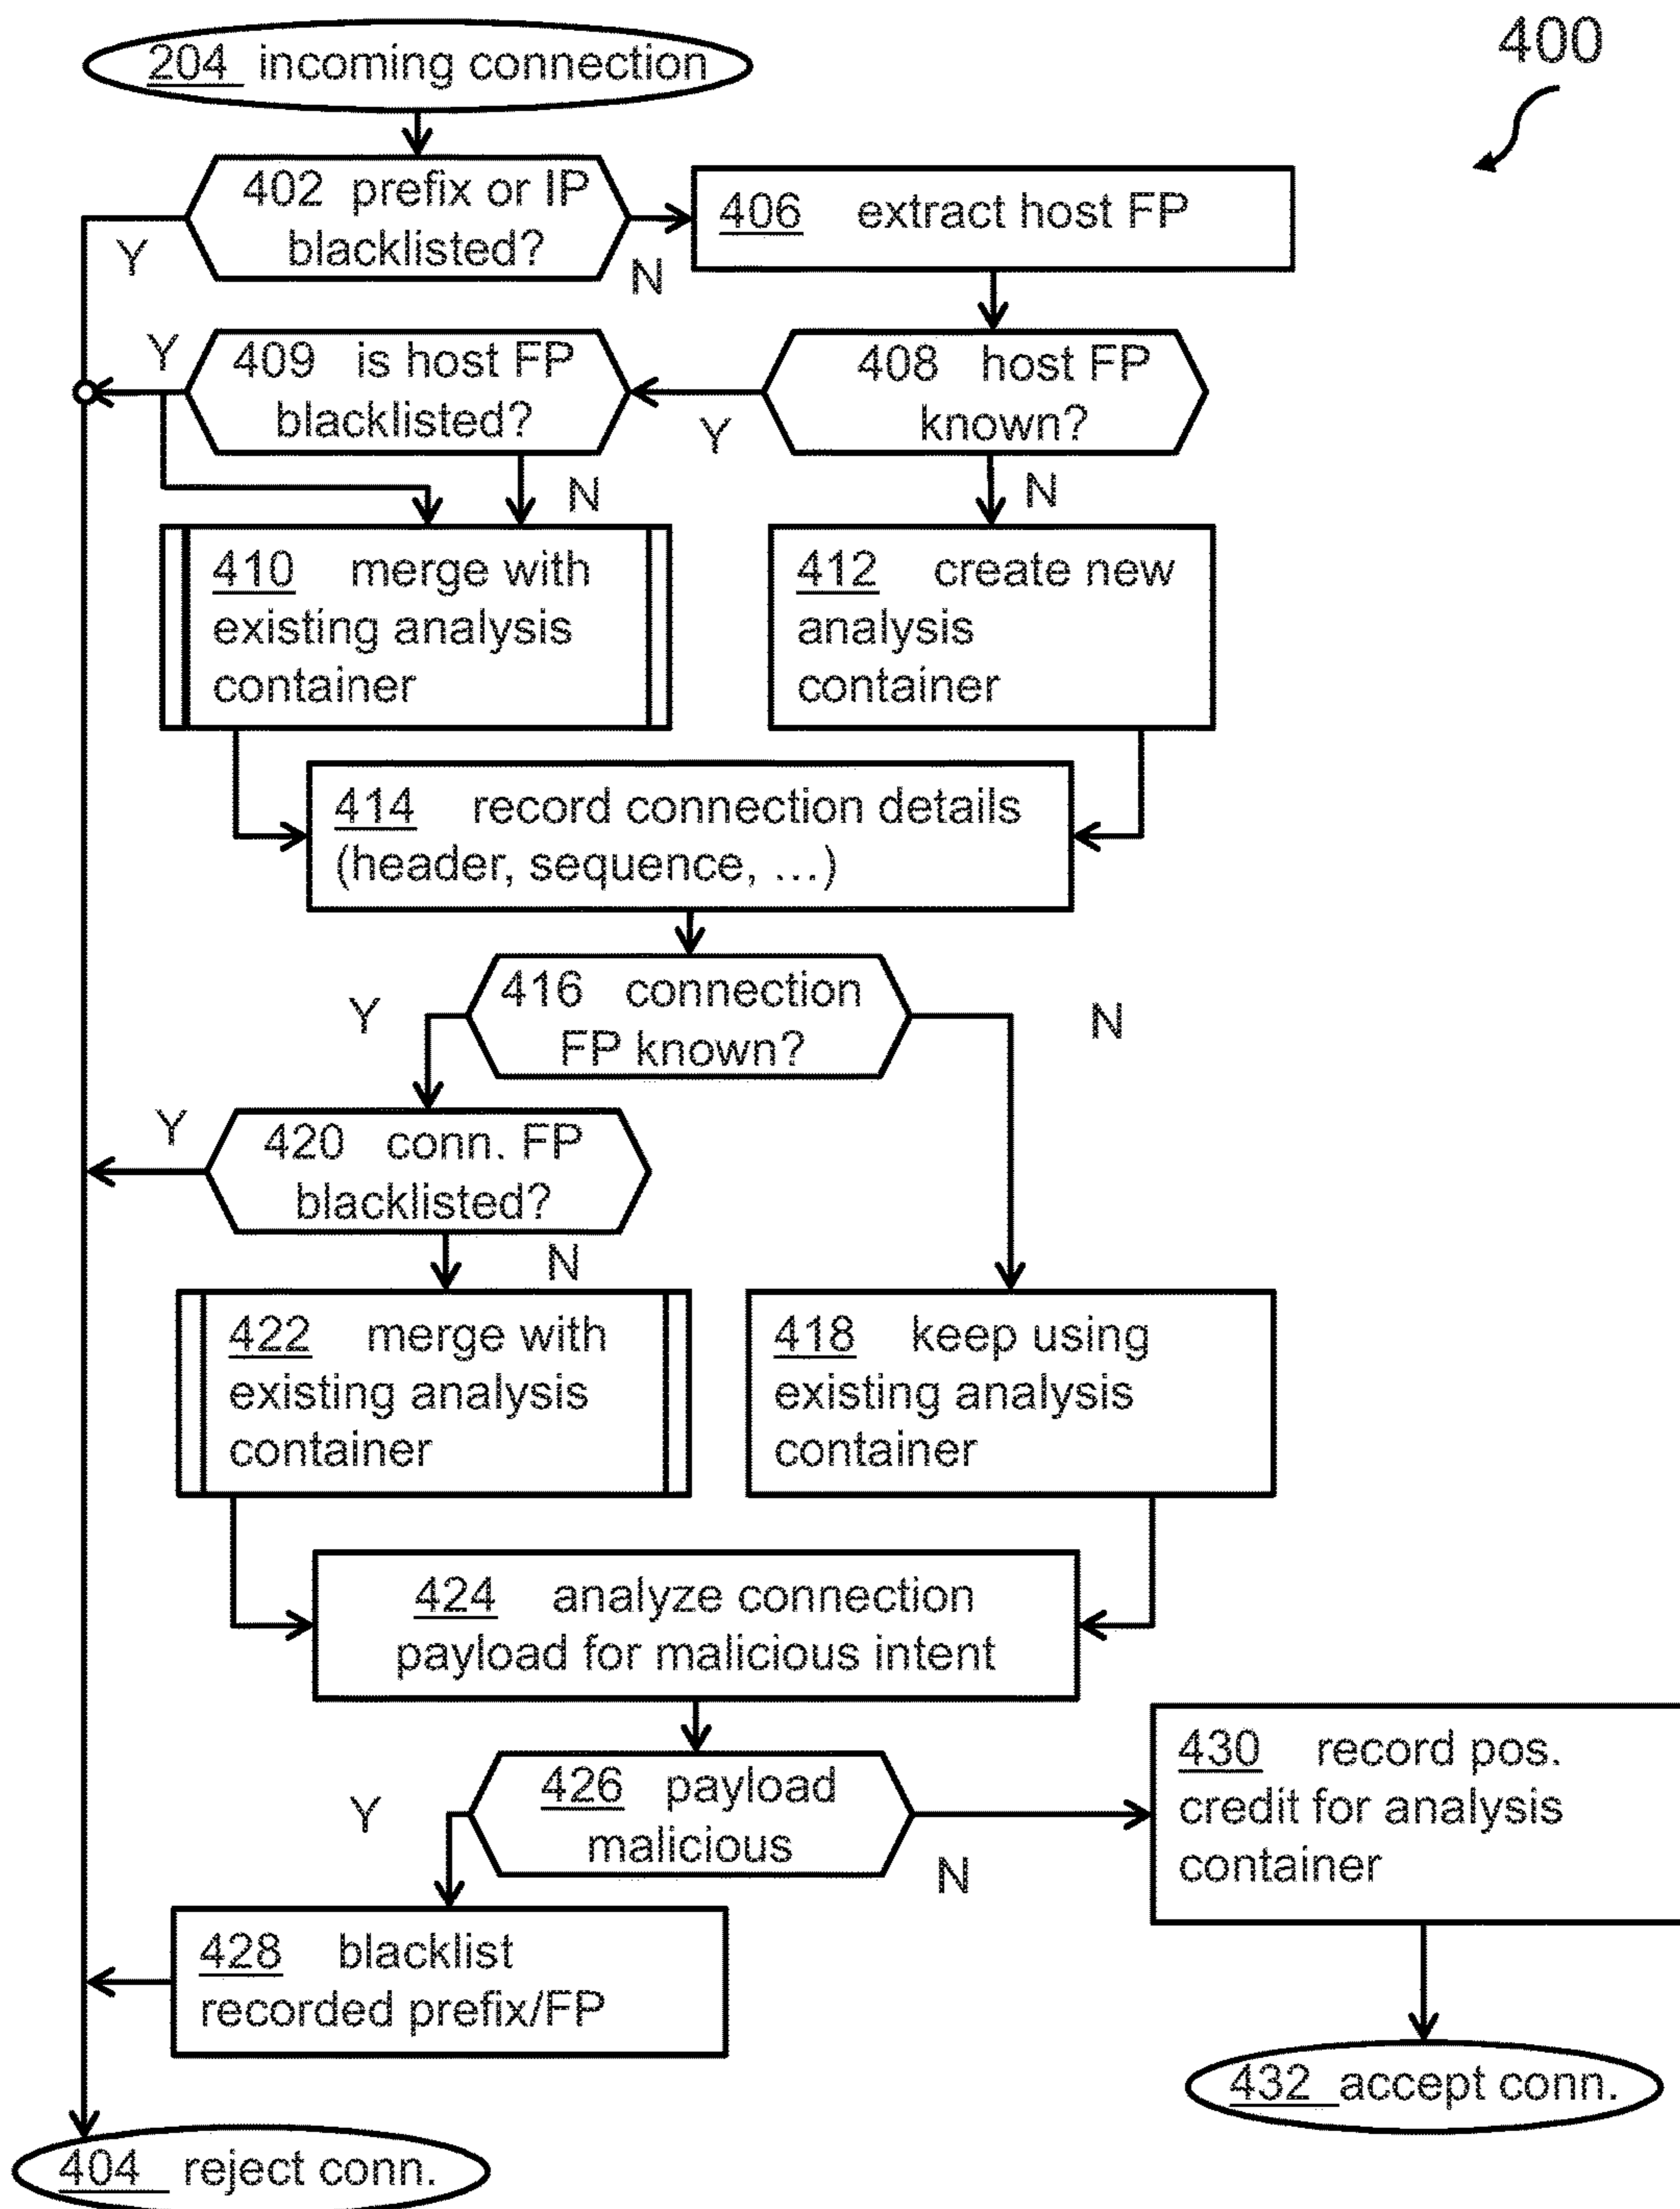 400
204 incoming connection
402 prefix or IP
blacklisted?
Y
N
406 extract host FP
408 host FP
known?
Y
N
409 is host FP
blacklisted?
Y
N
410 merge with
existing analysis
container
412 create new
analysis
container
414 record connection details
(header, sequence, ...)
416 connection
FP known?
Y
N
420 conn. FP
blacklisted?
Y
N
422 merge with
existing analysis
container
418 keep using
existing analysis
container
424 analyze connection
payload for malicious intent
426 payload
malicious
Y
N
430 record pos.
credit for analysis
container
428 blacklist
recorded prefix/FP
432 accept conn.
404 reject conn.